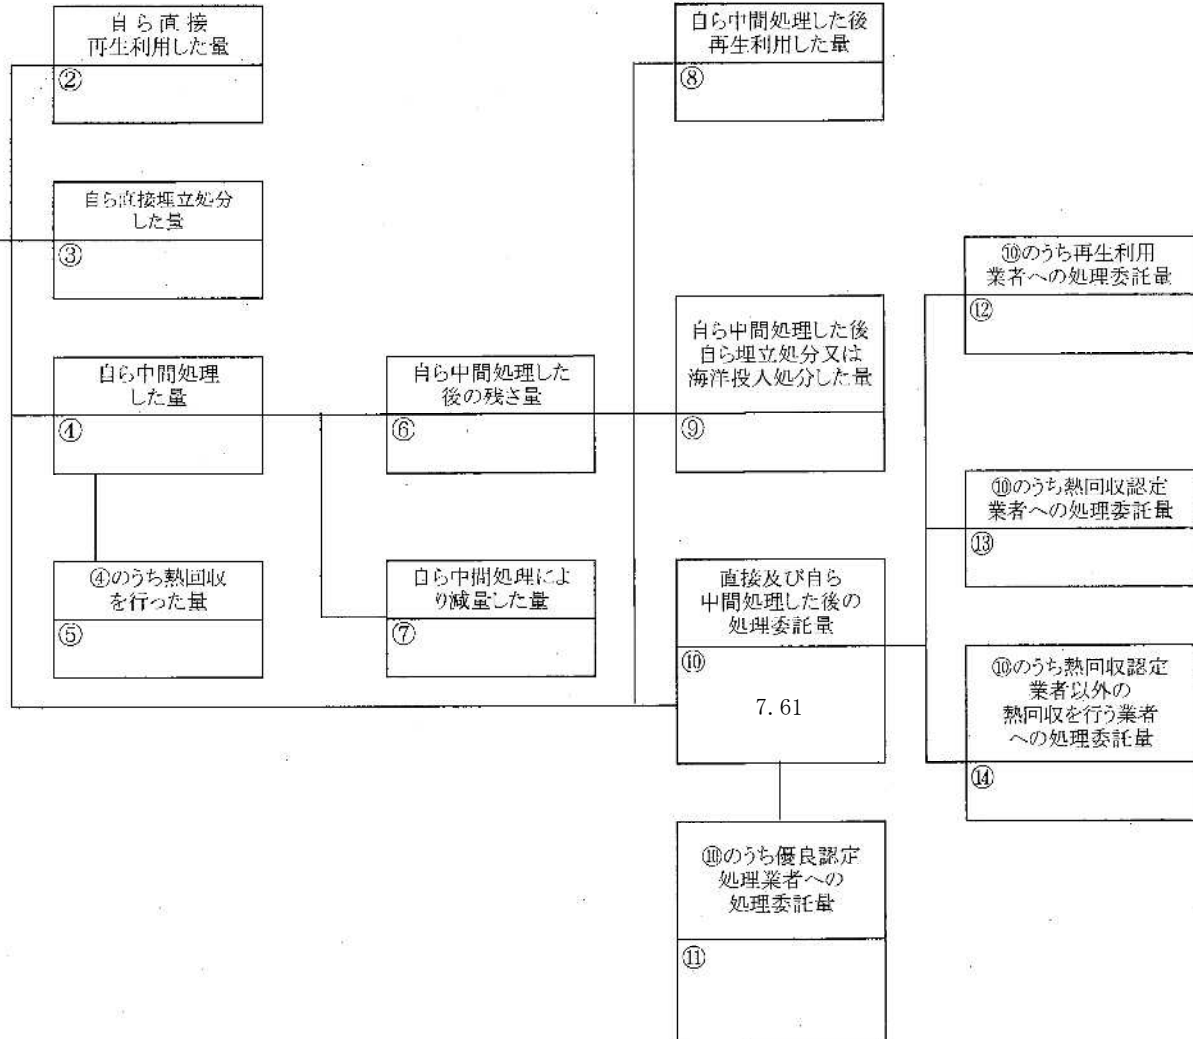 自ら直接
再生利用した量
②
自ら直接埋立処分
した量
③
自ら中間処理
した量
④
④のうち熱回収
を行った量
⑤
自ら中間処理した
後の残さ量
⑥
自ら中間処理によ
り減量した量
⑦
自ら中間処理した後
再生利用した量
⑧
自ら中間処理した後
自ら埋立処分又は
海洋投入処分した量
⑨
直接及び自ら
中間処理した後の
処理委託量
⑩
7.61
⑩のうち優良認定
処理業者への
処理委託量
⑪
⑩のうち再生利用
業者への処理委託量
⑫
⑩のうち熱回収認定
業者への処理委託量
⑬
⑩のうち熱回収認定
業者以外の
熱回収を行う業者
への処理委託量
⑭